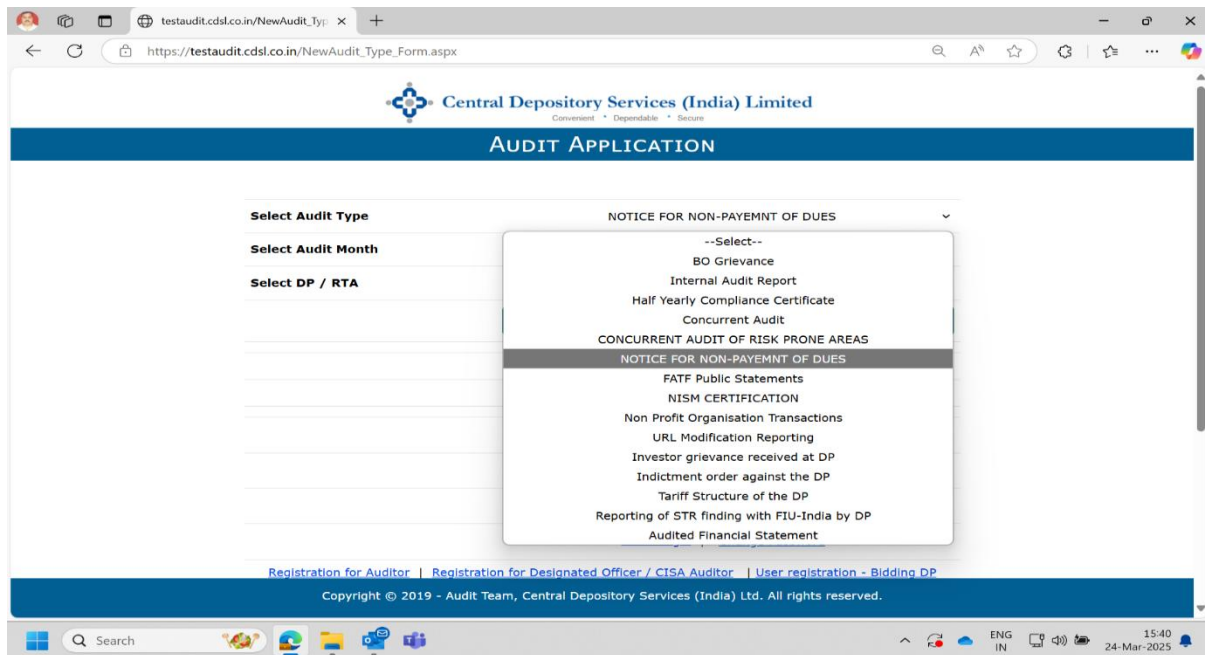 testaudit.cdsl.co.in/NewAudit_Typ
https://testaudit.cdsl.co.in/NewAudit_Type_Form.aspx
Central Depository Services (India) Limited
Convenient * Dependable * Secure
AUDIT APPLICATION
Select Audit Type NOTICE FOR NON-PAYEMNT OF DUES
Select Audit Month
Select DP / RTA
--Select--
BO Grievance
Internal Audit Report
Half Yearly Compliance Certificate
Concurrent Audit
CONCURRENT AUDIT OF RISK PRONE AREAS
NOTICE FOR NON-PAYEMNT OF DUES
FATF Public Statements
NISM CERTIFICATION
Non Profit Organisation Transactions
URL Modification Reporting
Investor grievance received at DP
Indictment order against the DP
Tariff Structure of the DP
Reporting of STR finding with FIU-India by DP
Audited Financial Statement
Registration for Auditor | Registration for Designated Officer / CISA Auditor | User registration - Bidding DP
Copyright © 2019 - Audit Team, Central Depository Services (India) Ltd. All rights reserved.
Search
ENG
IN
15:40
24-Mar-2025